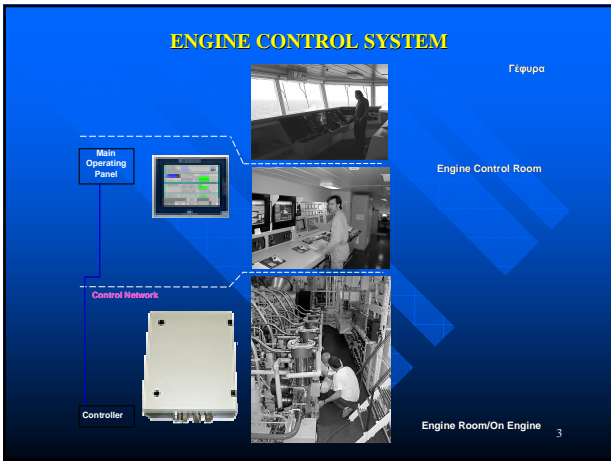 ENGINE CONTROL SYSTEM
Γέφυρα
Main
Operating
Panel
Engine Control Room
Control Network
Controller
Engine Room/On Engine
3